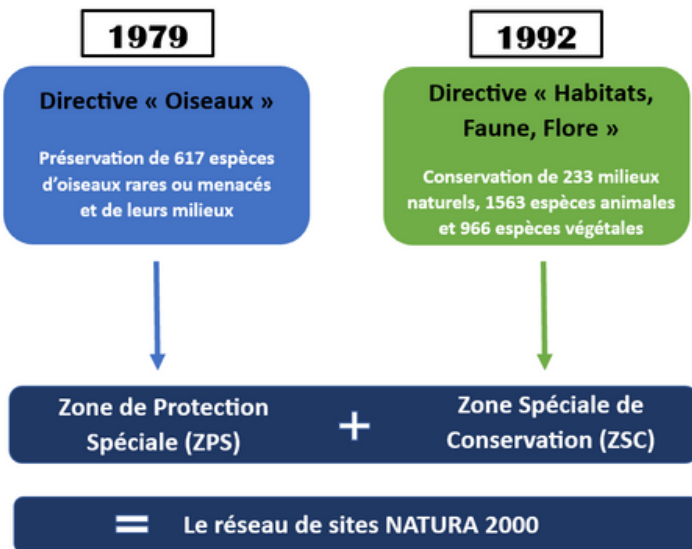 1979
Directive « Oiseaux »
Préservation de 617 espèces
d'oiseaux rares ou menacés
et de leurs milieux
1992
Directive « Habitats,
Faune, Flore »
Conservation de 233 milieux
naturels, 1563 espèces animales
et 966 espèces végétales
Zone de Protection
Spéciale (ZPS)
+
Zone Spéciale de
Conservation (ZSC)
= Le réseau de sites NATURA 2000